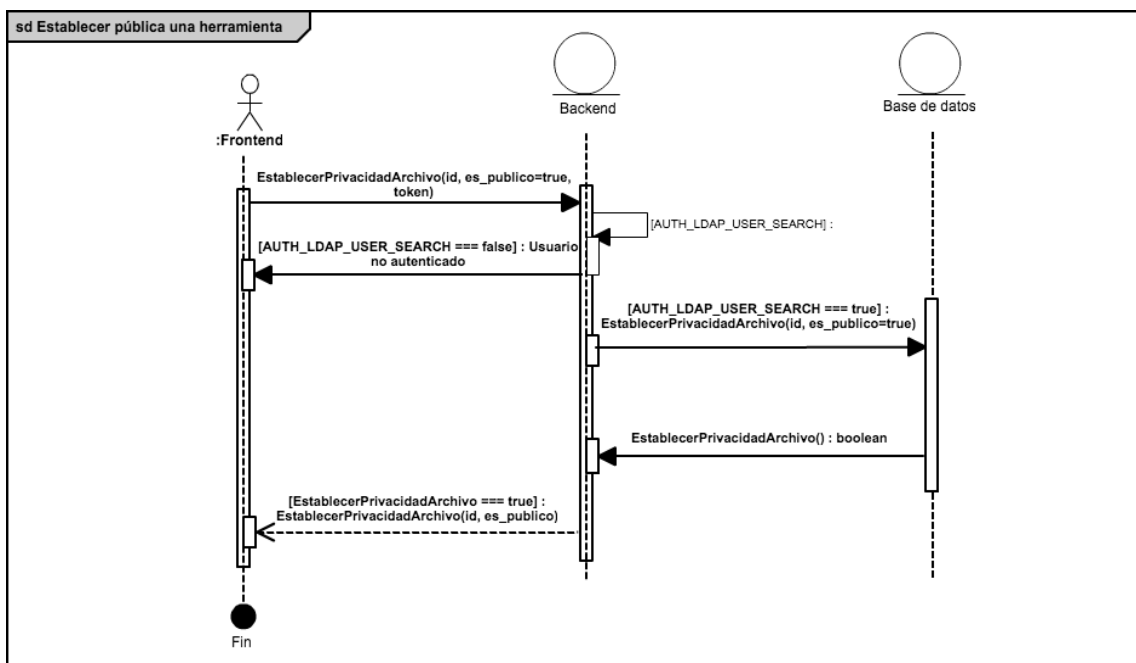 sd Establecer pública una herramienta
:Frontend
Backend
Base de datos
EstablecerPrivacidadArchivo(id, es_publico=true,
token)
[AUTH_LDAP_USER_SEARCH] :
[AUTH_LDAP_USER_SEARCH === false] : Usuario
no autenticado
[AUTH_LDAP_USER_SEARCH === true] :
EstablecerPrivacidadArchivo(id, es_publico=true)
EstablecerPrivacidadArchivo() : boolean
[EstablecerPrivacidadArchivo === true] :
EstablecerPrivacidadArchivo(id, es_publico)
Fin